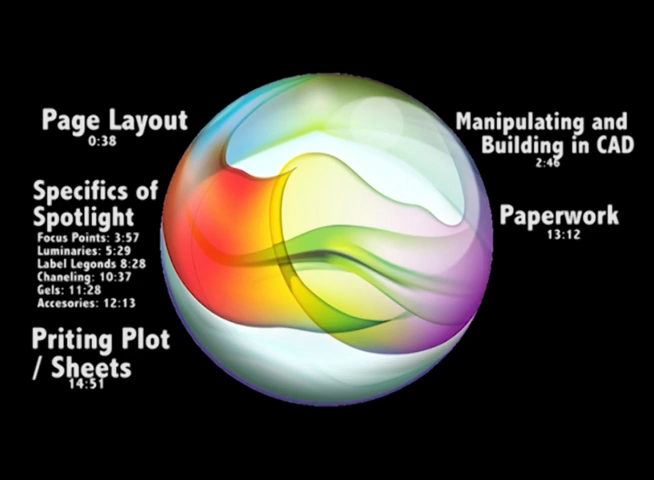 Page Layout
0:38
Specifics of
Spotlight
Focus Points: 3:57
Luminaries: 5:29
Label Legonds 8:28
Chaneling: 10:37
Gels: 11:28
Accesories: 12:13
Priting Plot
/ Sheets
14:51
Manipulating and
Building in CAD
2:46
Paperwork
13:12